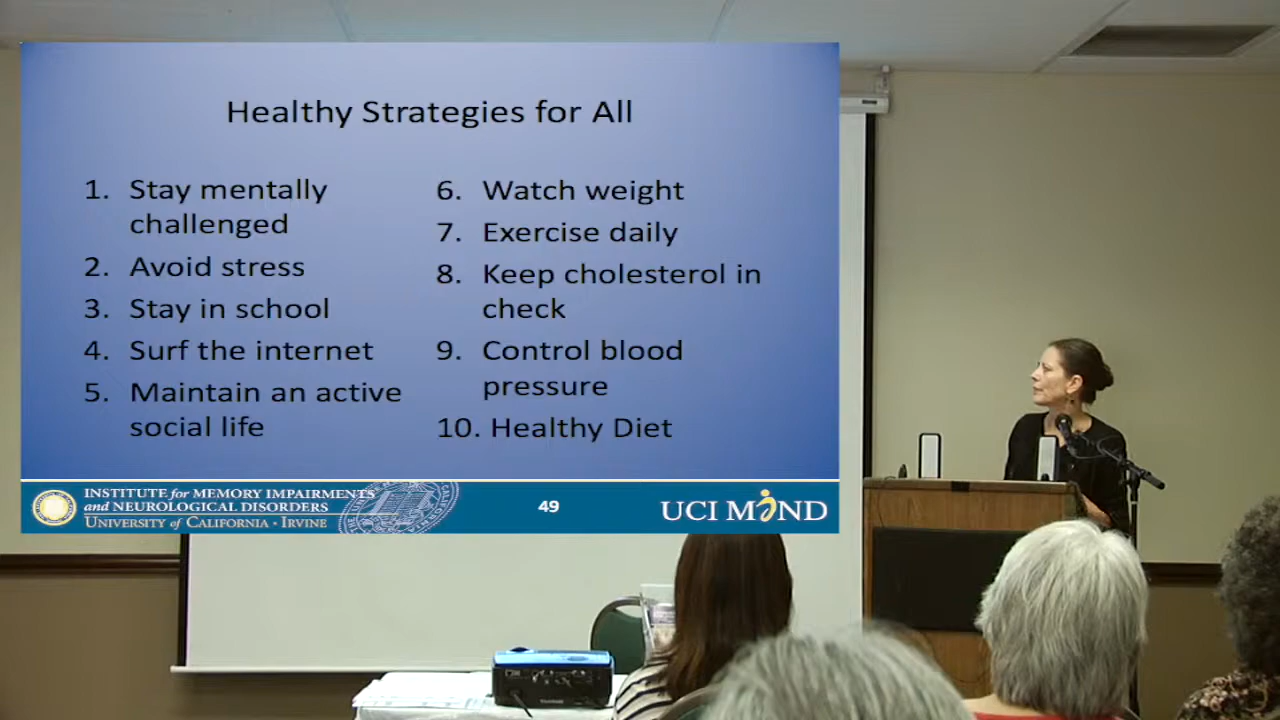 Healthy Strategies for All
1. Stay mentally
challenged
2. Avoid stress
3. Stay in school
4. Surf the internet
5. Maintain an active
social life
6. Watch weight
7. Exercise daily
8. Keep cholesterol in
check
9. Control blood
pressure
10. Healthy Diet
INSTITUTE for MEMORY IMPAIRMENTS
and NEUROLOGICAL DISORDERS
UNIVERSITY of CALIFORNIA • IRVINE
49
UCI MIND